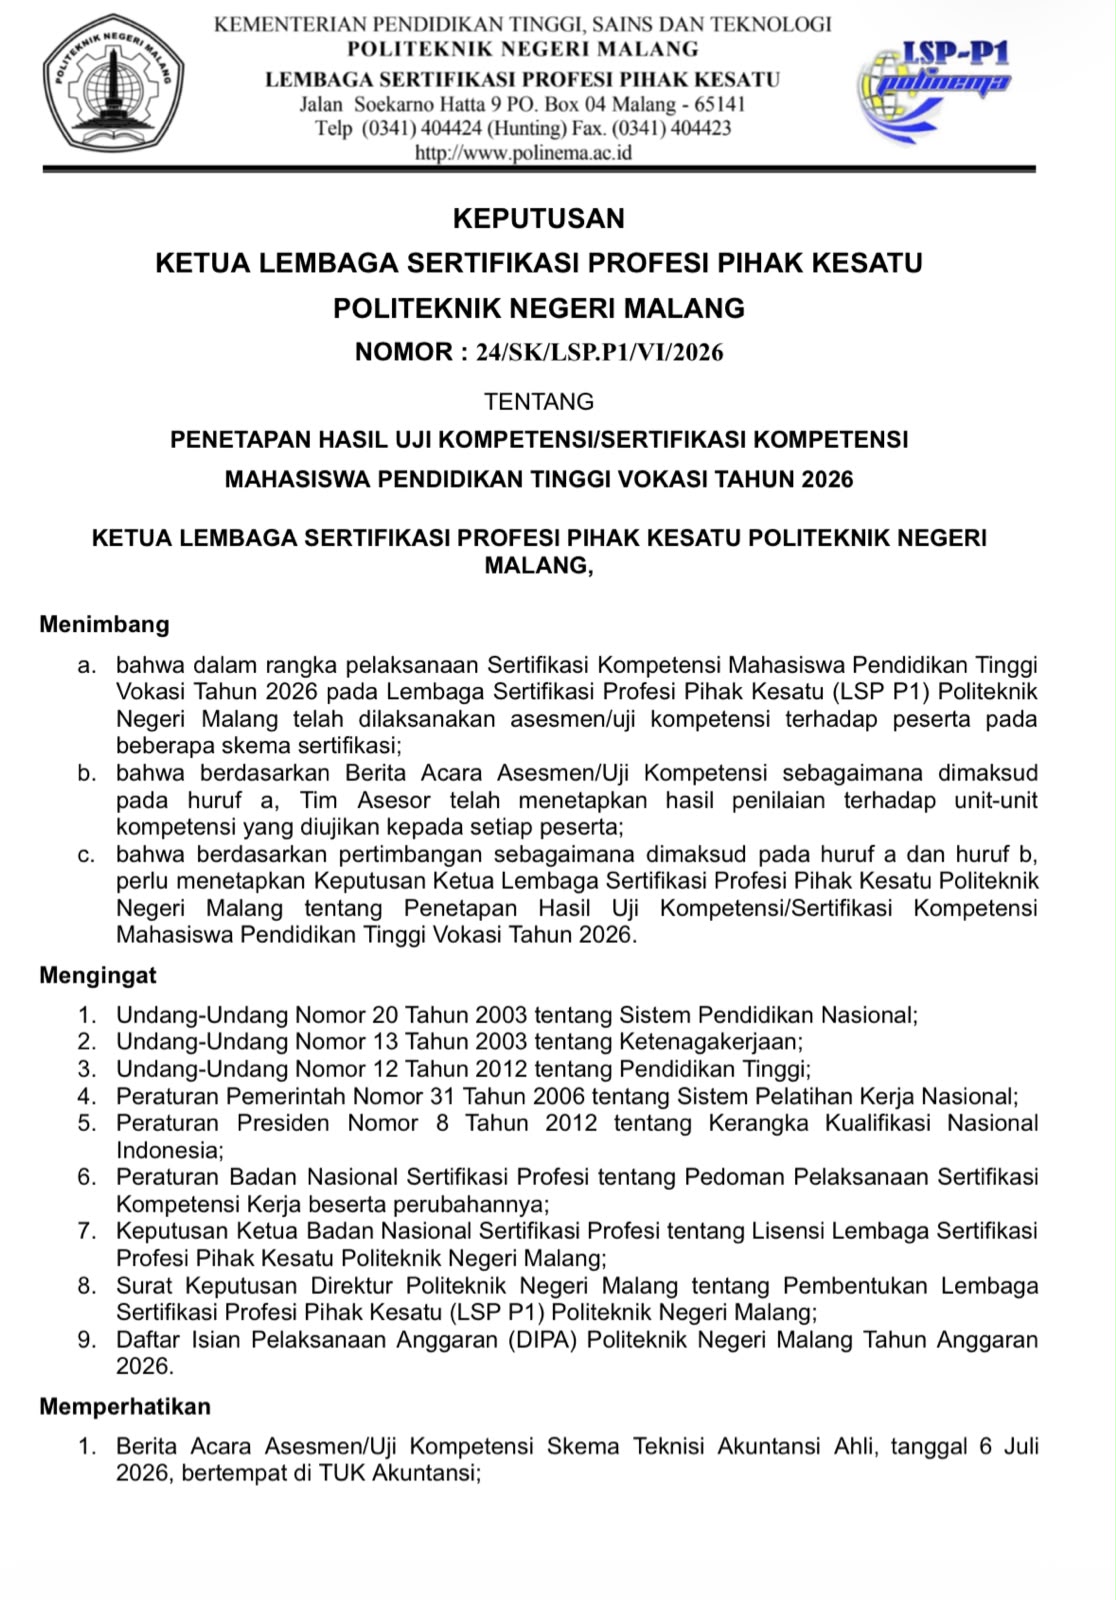 POLITEKNIK NEGERI MALANG
KEMENTERIAN PENDIDIKAN TINGGI, SAINS DAN TEKNOLOGI
POLITEKNIK NEGERI MALANG
LEMBAGA SERTIFIKASI PROFESI PIHAK KESATU
Jalan Soekarno Hatta 9 PO. Box 04 Malang - 65141
Telp (0341) 404424 (Hunting) Fax. (0341) 404423
http://www.polinema.ac.id
LSP-P1
polinema
KEPUTUSAN
KETUA LEMBAGA SERTIFIKASI PROFESI PIHAK KESATU
POLITEKNIK NEGERI MALANG
NOMOR : 24/SK/LSP.P1/VI/2026
TENTANG
PENETAPAN HASIL UJI KOMPETENSI/SERTIFIKASI KOMPETENSI
MAHASISWA PENDIDIKAN TINGGI VOKASI TAHUN 2026
KETUA LEMBAGA SERTIFIKASI PROFESI PIHAK KESATU POLITEKNIK NEGERI
MALANG,
Menimbang
a. bahwa dalam rangka pelaksanaan Sertifikasi Kompetensi Mahasiswa Pendidikan Tinggi
Vokasi Tahun 2026 pada Lembaga Sertifikasi Profesi Pihak Kesatu (LSP P1) Politeknik
Negeri Malang telah dilaksanakan asesmen/uji kompetensi terhadap peserta pada
beberapa skema sertifikasi;
b. bahwa berdasarkan Berita Acara Asesmen/Uji Kompetensi sebagaimana dimaksud
pada huruf a, Tim Asesor telah menetapkan hasil penilaian terhadap unit-unit
kompetensi yang diujikan kepada setiap peserta;
c. bahwa berdasarkan pertimbangan sebagaimana dimaksud pada huruf a dan huruf b,
perlu menetapkan Keputusan Ketua Lembaga Sertifikasi Profesi Pihak Kesatu Politeknik
Negeri Malang tentang Penetapan Hasil Uji Kompetensi/Sertifikasi Kompetensi
Mahasiswa Pendidikan Tinggi Vokasi Tahun 2026.
Mengingat
1. Undang-Undang Nomor 20 Tahun 2003 tentang Sistem Pendidikan Nasional;
2. Undang-Undang Nomor 13 Tahun 2003 tentang Ketenagakerjaan;
3. Undang-Undang Nomor 12 Tahun 2012 tentang Pendidikan Tinggi;
4. Peraturan Pemerintah Nomor 31 Tahun 2006 tentang Sistem Pelatihan Kerja Nasional;
5. Peraturan Presiden Nomor 8 Tahun 2012 tentang Kerangka Kualifikasi Nasional
Indonesia;
6. Peraturan Badan Nasional Sertifikasi Profesi tentang Pedoman Pelaksanaan Sertifikasi
Kompetensi Kerja beserta perubahannya;
7. Keputusan Ketua Badan Nasional Sertifikasi Profesi tentang Lisensi Lembaga Sertifikasi
Profesi Pihak Kesatu Politeknik Negeri Malang;
8. Surat Keputusan Direktur Politeknik Negeri Malang tentang Pembentukan Lembaga
Sertifikasi Profesi Pihak Kesatu (LSP P1) Politeknik Negeri Malang;
9. Daftar Isian Pelaksanaan Anggaran (DIPA) Politeknik Negeri Malang Tahun Anggaran
2026.
Memperhatikan
1. Berita Acara Asesmen/Uji Kompetensi Skema Teknisi Akuntansi Ahli, tanggal 6 Juli
2026, bertempat di TUK Akuntansi;